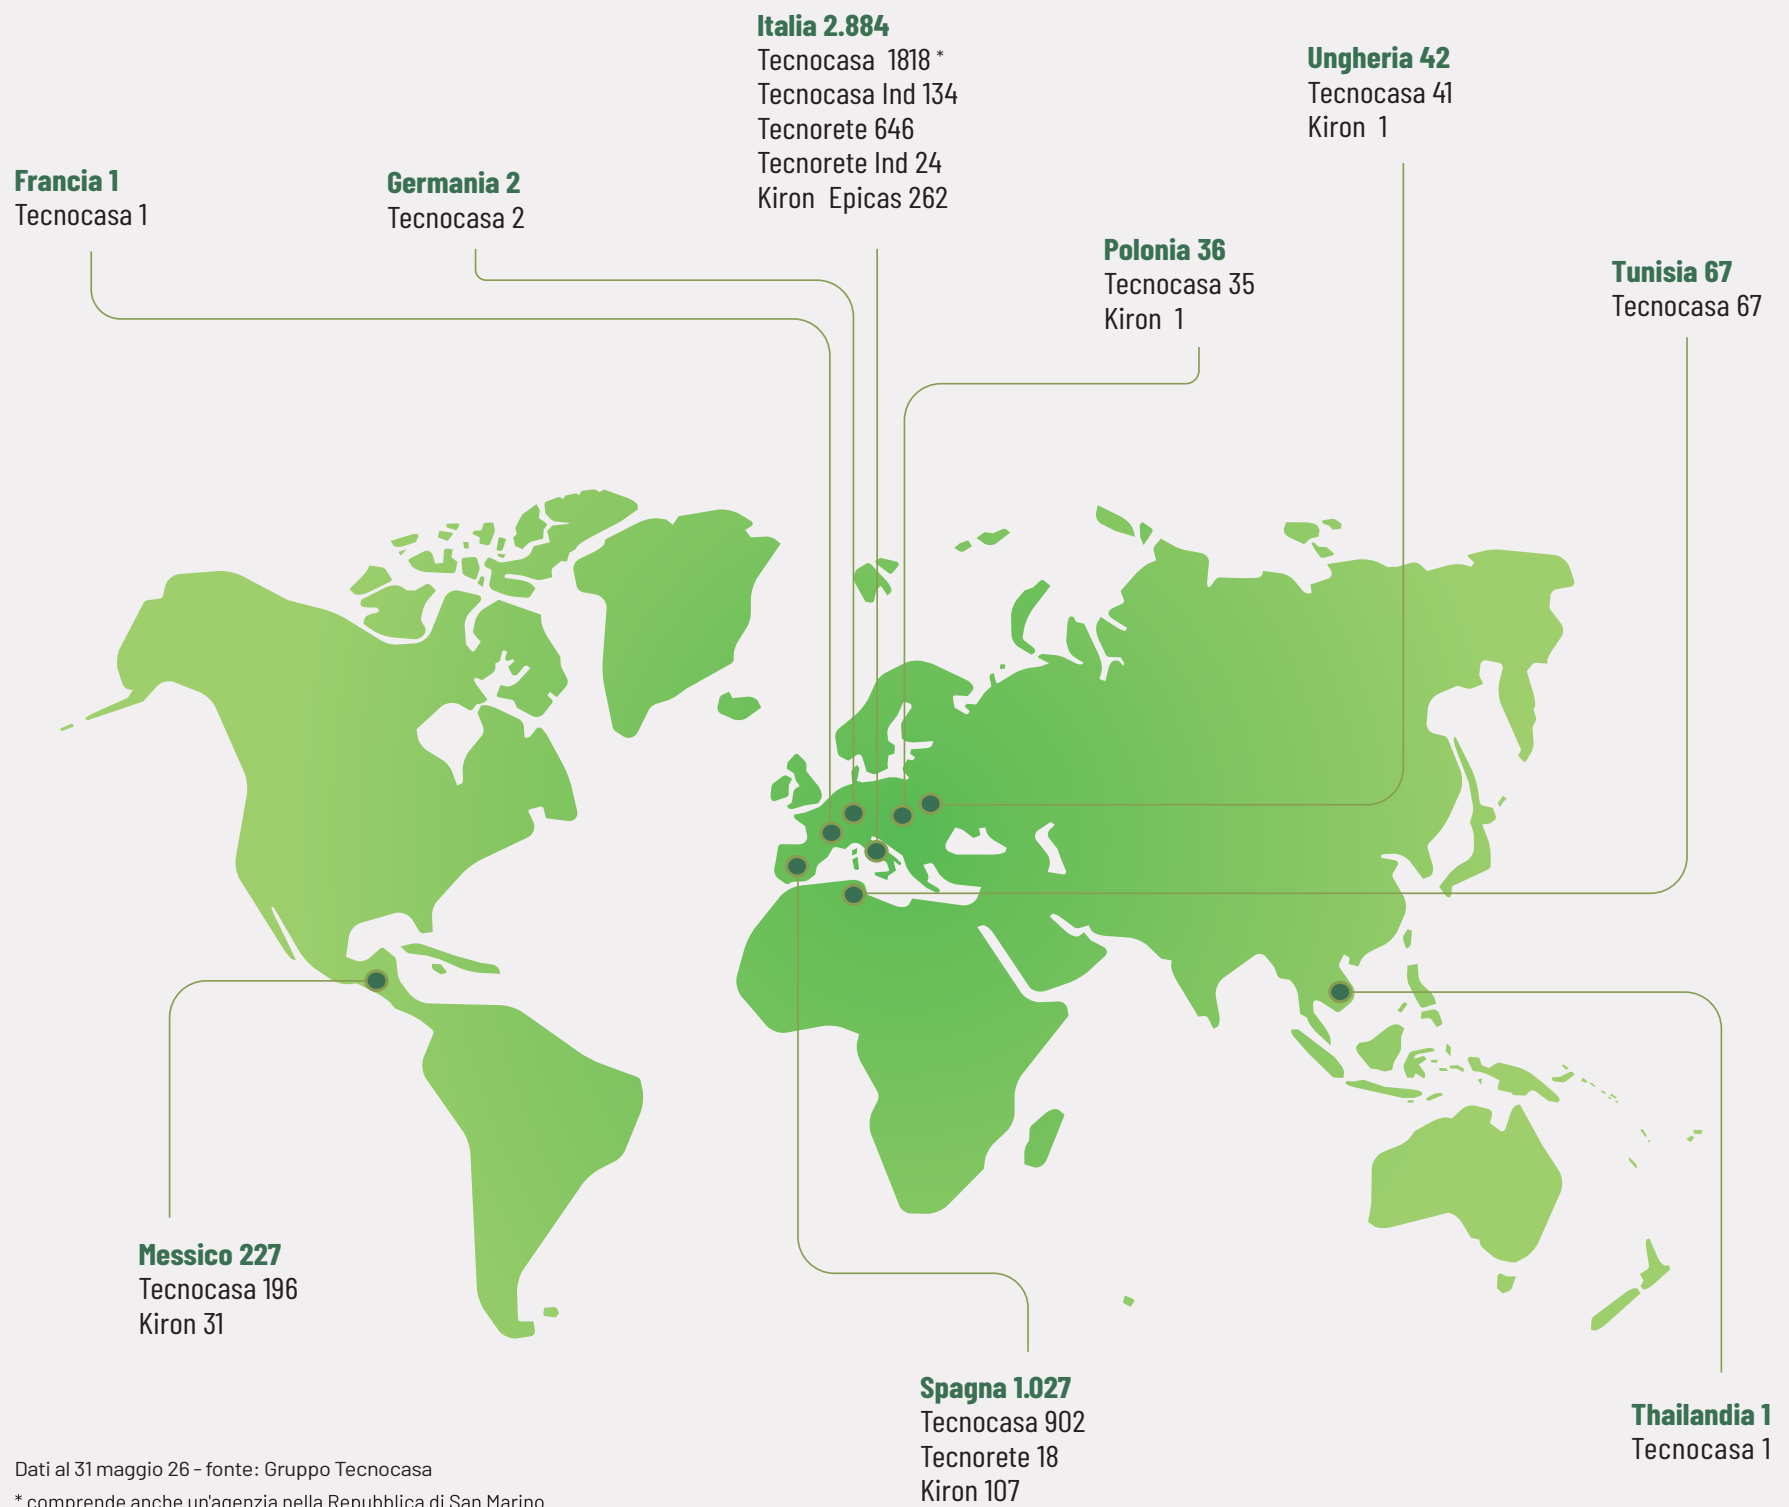 Italia 2.884
Tecnocasa 1818 *
Tecnocasa Ind 134
Tecnorete 646
Tecnorete Ind 24
Kiron Epicas 262
Ungheria 42
Tecnocasa 41
Kiron 1
Francia 1
Tecnocasa 1
Germania 2
Tecnocasa 2
Polonia 36
Tecnocasa 35
Kiron 1
Tunisia 67
Tecnocasa 67
Messico 227
Tecnocasa 196
Kiron 31
Spagna 1.027
Tecnocasa 902
Tecnorete 18
Kiron 107
Thailandia 1
Tecnocasa 1
Dati al 31 maggio 26 - fonte: Gruppo Tecnocasa
* comprende anche un'agenzia nella Repubblica di San Marino